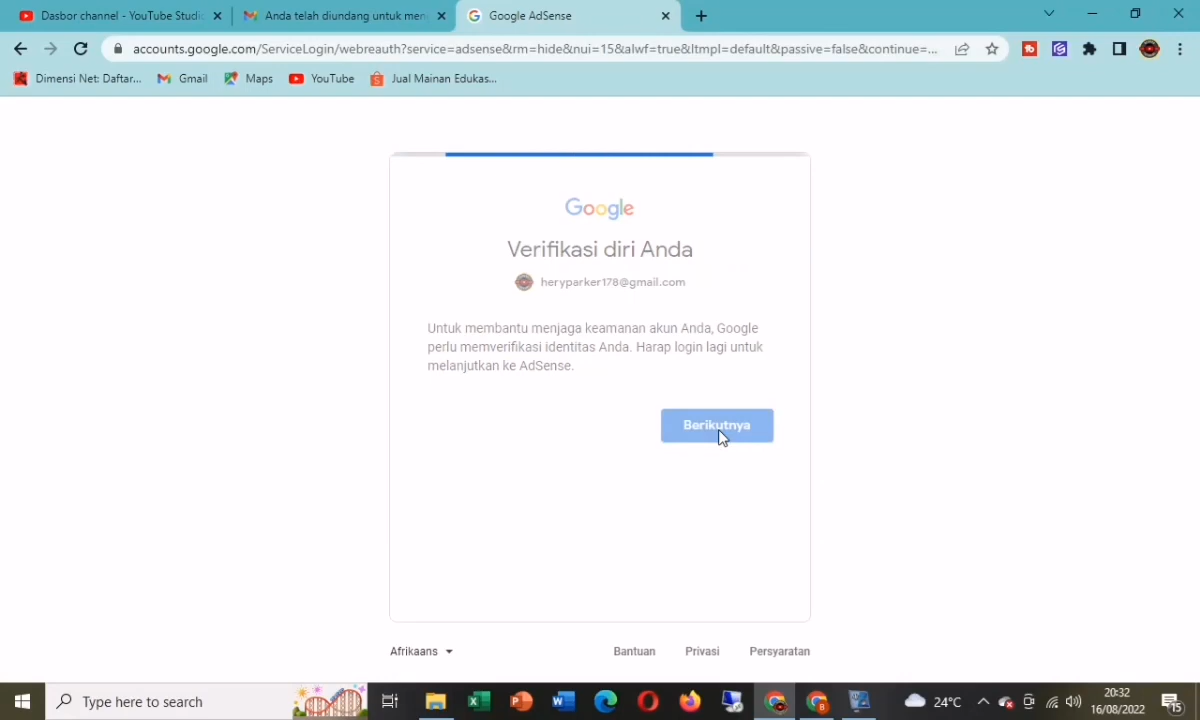 Dasbor channel - YouTube Studi
Anda telah diundang untuk men
Google AdSense
accounts.google.com/ServiceLogin/webreauth?service=adsense&rm=hide&nui=15&alwf=true&ltmpl=default&passive=false&continue=...
Dimensi Net: Daftar...
Gmail
Maps
YouTube
Jual Mainan Edukas...
Google
Verifikasi diri Anda
heryparker178@gmail.com
Untuk membantu menjaga keamanan akun Anda, Google
perlu memverifikasi identitas Anda. Harap login lagi untuk
melanjutkan ke AdSense.
Berikutnya
Afrikaans
Bantuan
Privasi
Persyaratan
Type here to search
24°C
20:32
16/08/2022
15